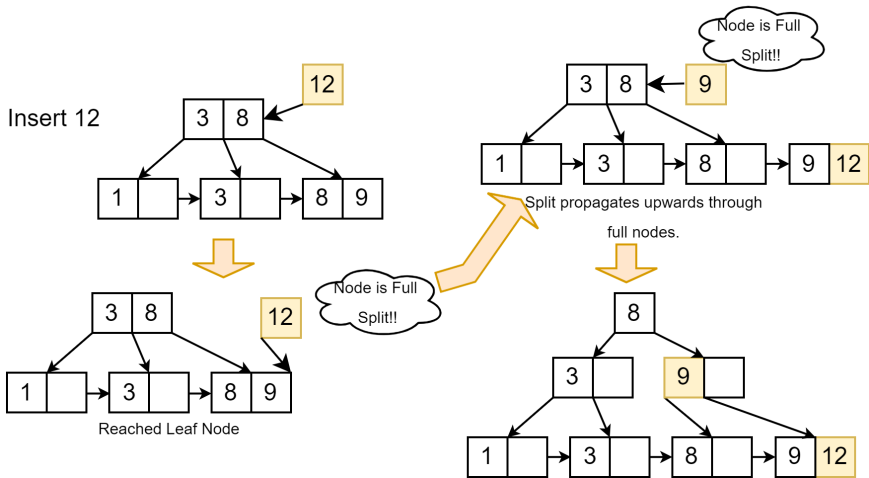 Insert 12
12
3 8
1 3 8 9
3 8
12
1 3 8 9
Reached Leaf Node
Node is Full
Split!!
Node is Full
Split!!
3 8
9
1 3 8 9 12
Split propagates upwards through
full nodes.
8
3 9
1 3 8 9 12